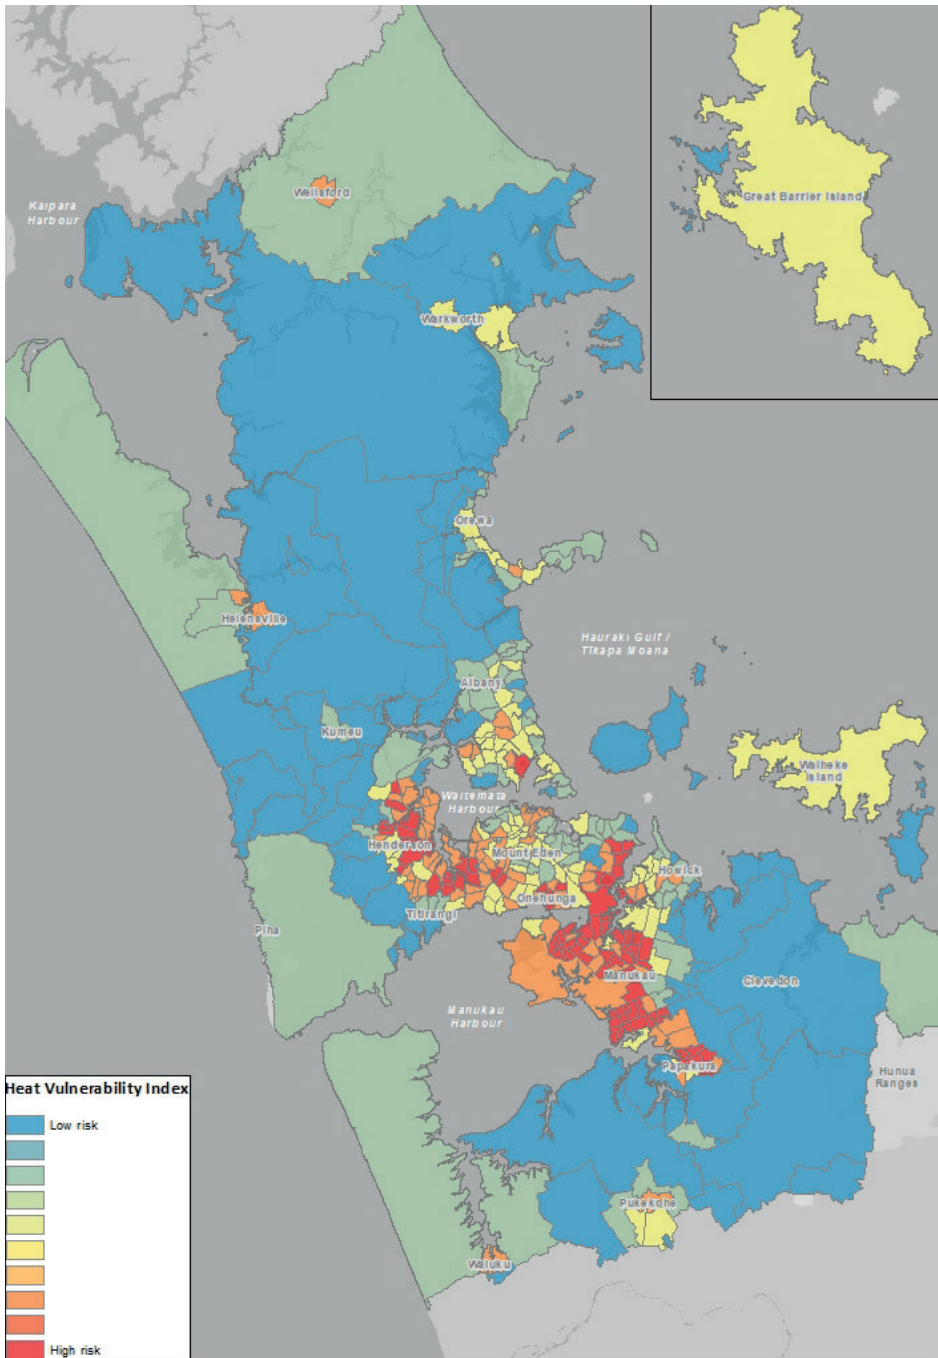 Kaipara
Harbour
Wellsford
Great Barrier Island
Warkworth
Orewa
Helensville
Hauraki Gulf /
Tīkapa Moana
Albany
Kumeu
Waiheke
Island
Waitemata
Harbour
Henderson
Mount Eden
Howick
Onehunga
Titirangi
Piha
Manukau
Clevedon
Manukau
Harbour
Papakura
Hunua
Ranges
Heat Vulnerability Index
Low risk
High risk
Pukekohe
Waiuku